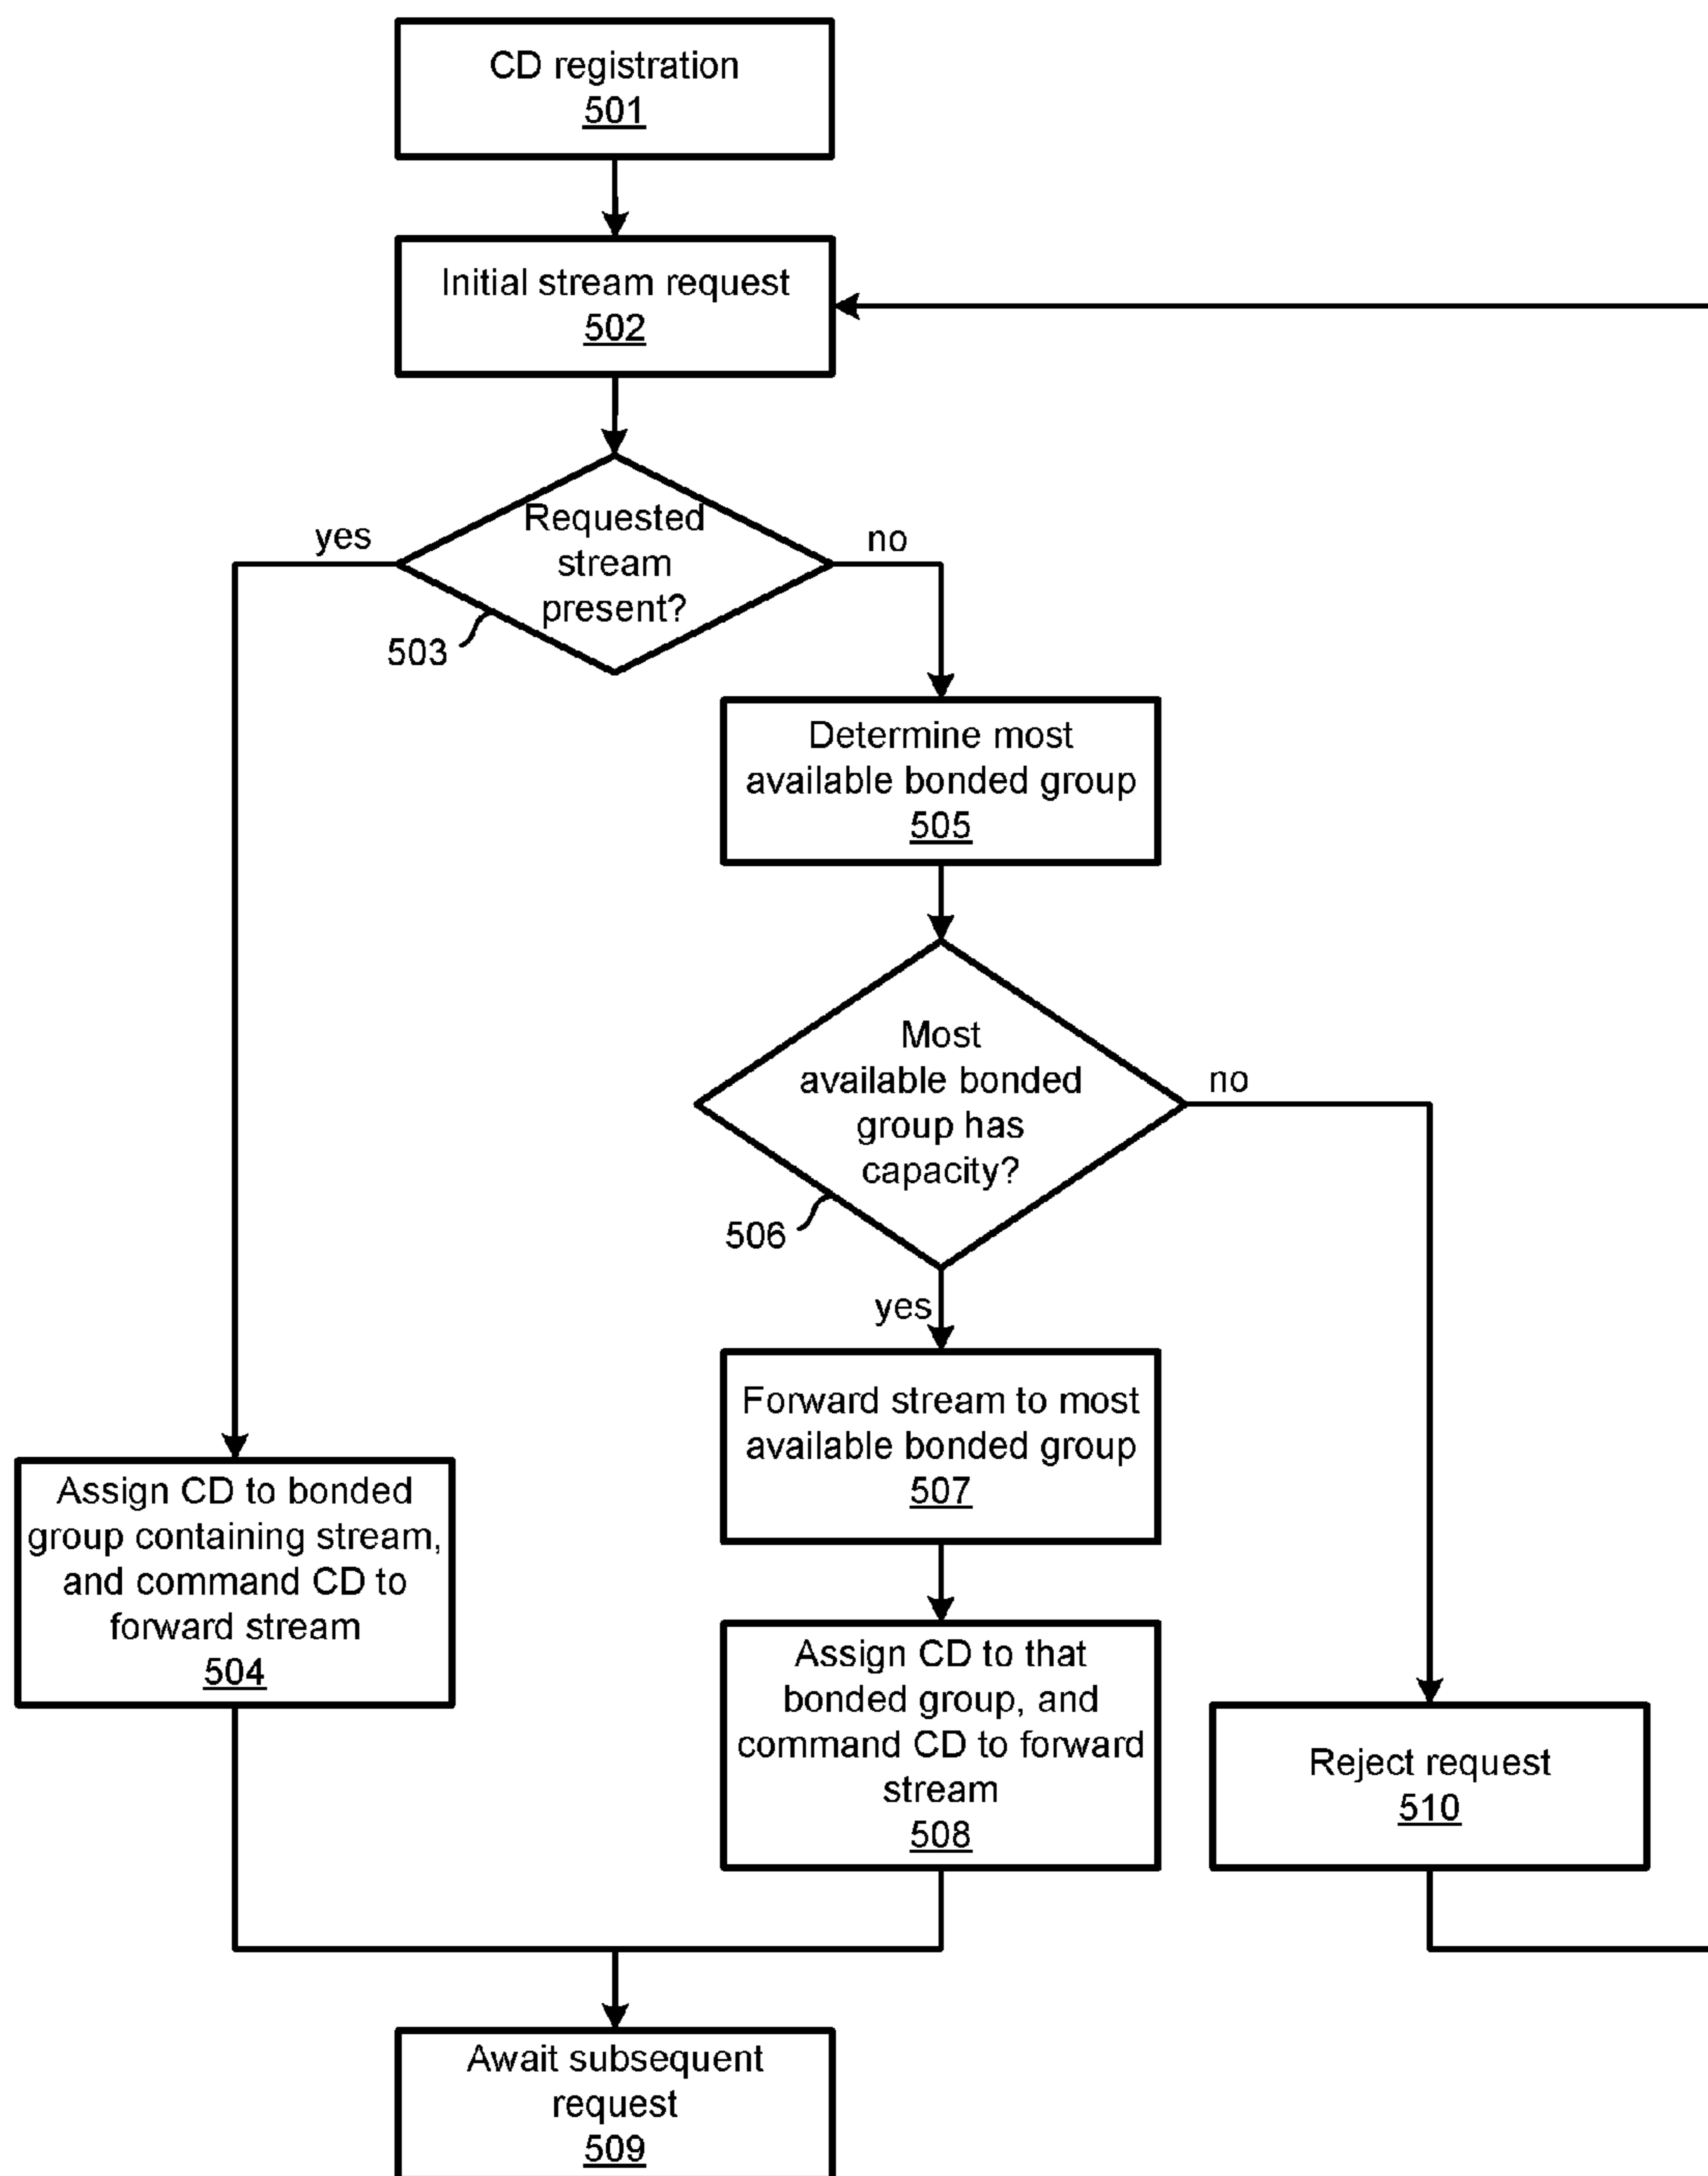 CD registration
501
Initial stream request
502
yes
Requested
stream
present?
no
503
Determine most
available bonded group
505
Most
available bonded
group has
capacity?
no
506
yes
Forward stream to most
available bonded group
507
Assign CD to bonded
group containing stream,
and command CD to
forward stream
504
Assign CD to that
bonded group, and
command CD to forward
stream
508
Reject request
510
Await subsequent
request
509